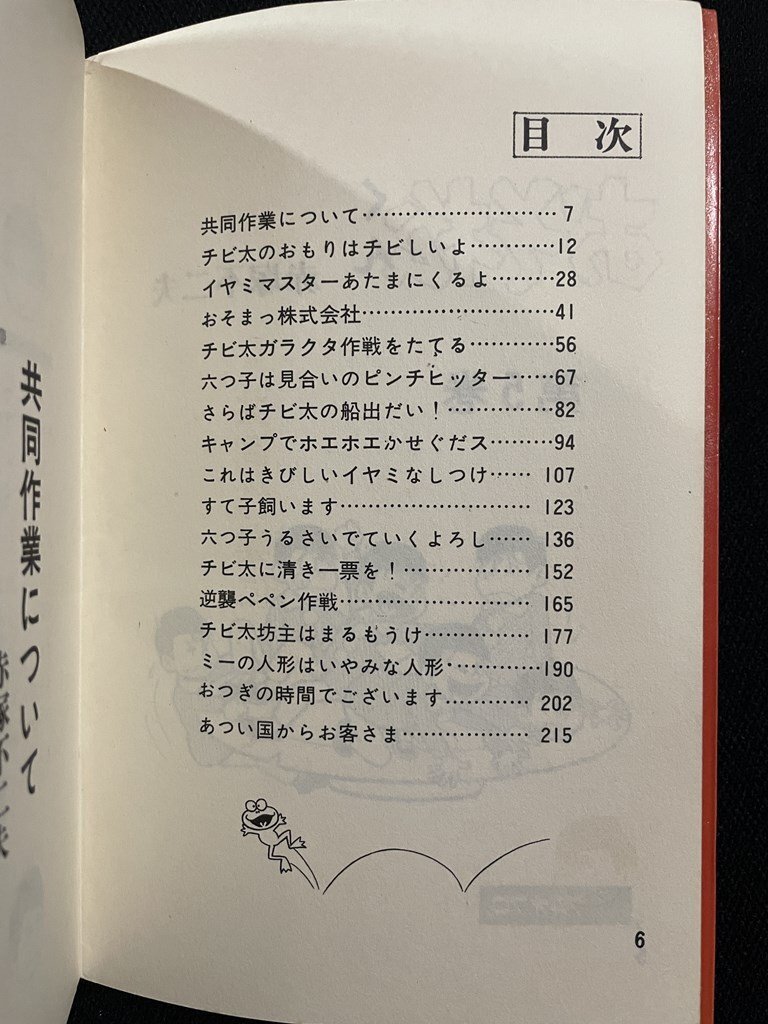 目次
共同作業について………………………7
チビ太のおもりはチビしいよ…………12
イヤミマスターあたまにくるよ………28
おそまつ株式会社………………………41
チビ太ガラクタ作戦をたてる…………56
六つ子は見合いのピンチヒッター……67
さらばチビ太の船出だい！……………82
キャンプでホエホエかせぐだス………94
これはきびしいイヤミなしつけ……107
すて子飼います………………………123
六つ子うるさいでていくよろし……136
チビ太に清き一票を！………………152
逆襲ペペン作戦………………………165
チビ太坊主はまるもうけ……………177
ミーの人形はいやみな人形…………190
おつぎの時間でございます…………202
あつい国からお客さま………………215
6
共同作業について
赤塚不二夫